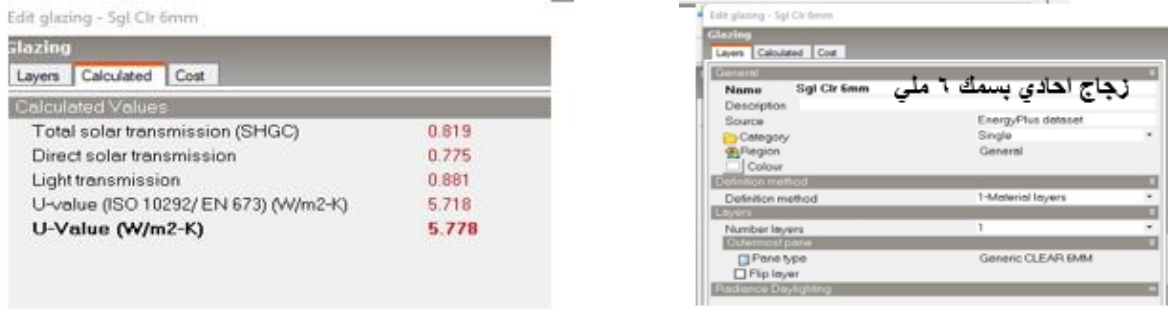 Edit glazing - Sgl Clr 6mm
Glazing
Layers Calculated Cost
Calculated Values
Total solar transmission (SHGC) 0.819
Direct solar transmission 0.775
Light transmission 0.881
U-value (ISO 10292/ EN 673) (W/m2-K) 5.718
U-Value (W/m2-K) 5.778
Edit glazing - Sgl Clr 6mm
Glazing
Layers Calculated Cost
General
Name Sgl Clr 6mm زجاج احادي بسمك ٦ ملي
Description
Source EnergyPlus dataset
Category Single
Region General
Colour
Definition method
Definition method 1-Material layers
Layers
Number layers 1
Outermost pane
Pane type Generic CLEAR 6MM
Flip layer
Radiance Daylighting